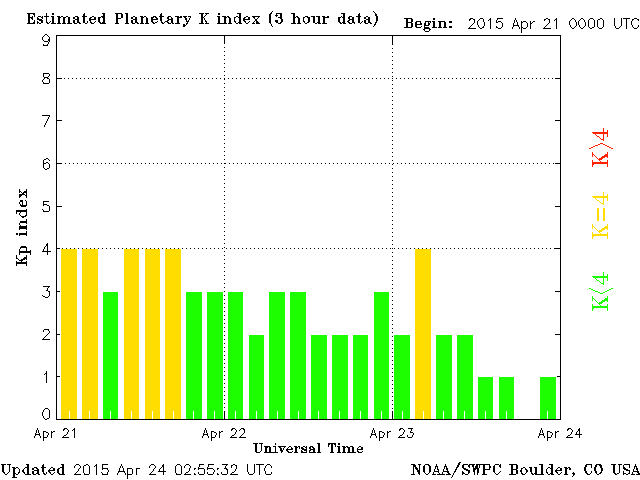 Estimated Planetary K index (3 hour data)
Begin: 2015 Apr 21 0000 UTC
9
8
7
6
5
4
3
2
1
0
Kp index
K>4
K=4
K<4
Apr 21
Apr 22
Apr 23
Apr 24
Universal Time
Updated 2015 Apr 24 02:55:32 UTC
NOAA/SWPC Boulder, CO USA